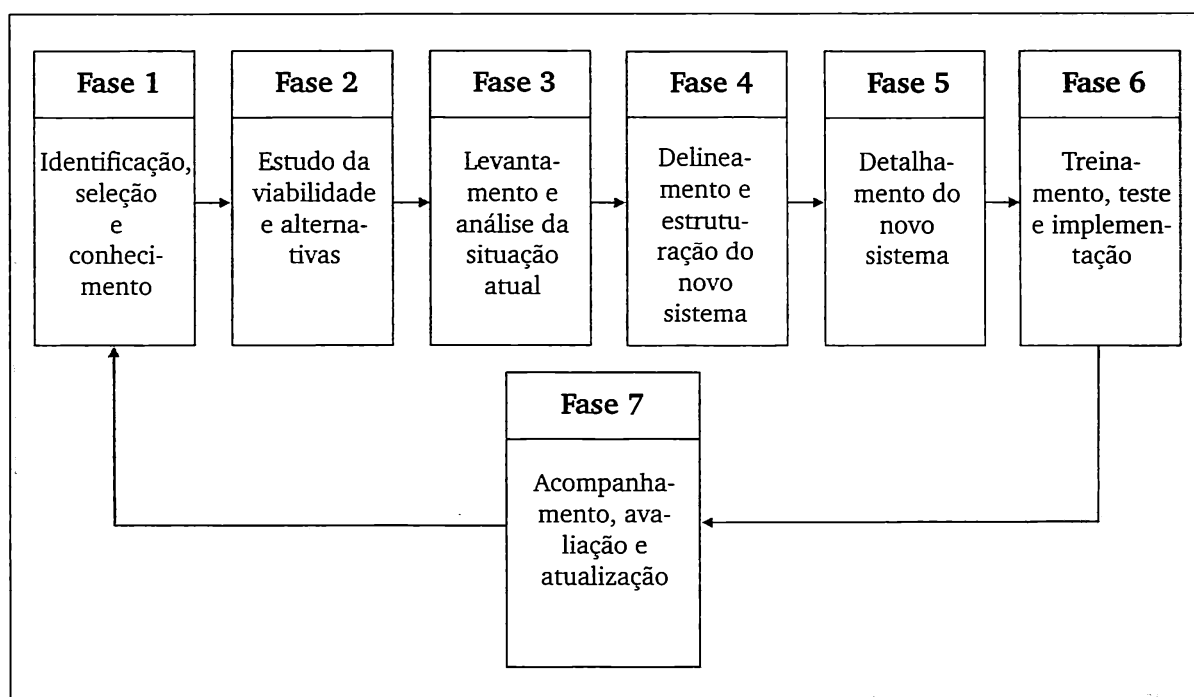 Fase 1
Identificação,
seleção
e
conheci-
mento
Fase 2
Estudo da
viabilidade
e alterna-
tivas
Fase 3
Levanta-
mento e
análise da
situação
atual
Fase 4
Delinea-
mento e
estrutu-
ração do
novo
sistema
Fase 5
Detalha-
mento do
novo
sistema
Fase 6
Treina-
mento, teste
e implemen-
tação
Fase 7
Acompanha-
mento, ava-
liação e
atualização